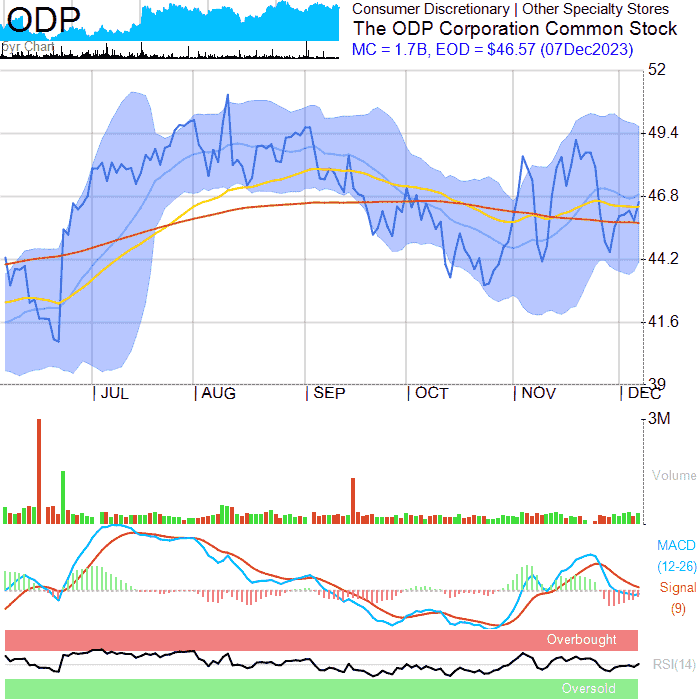 ODP
Consumer Discretionary | Other Specialty Stores
The ODP Corporation Common Stock
MC = 1.7B, EOD = $46.57 (07Dec2023)
Chart
52
49.4
46.8
44.2
41.6
39
JUL
AUG
SEP
OCT
NOV
DEC
3M
Volume
MACD
(12-26)
Signal
(9)
Overbought
RSI(14)
Oversold